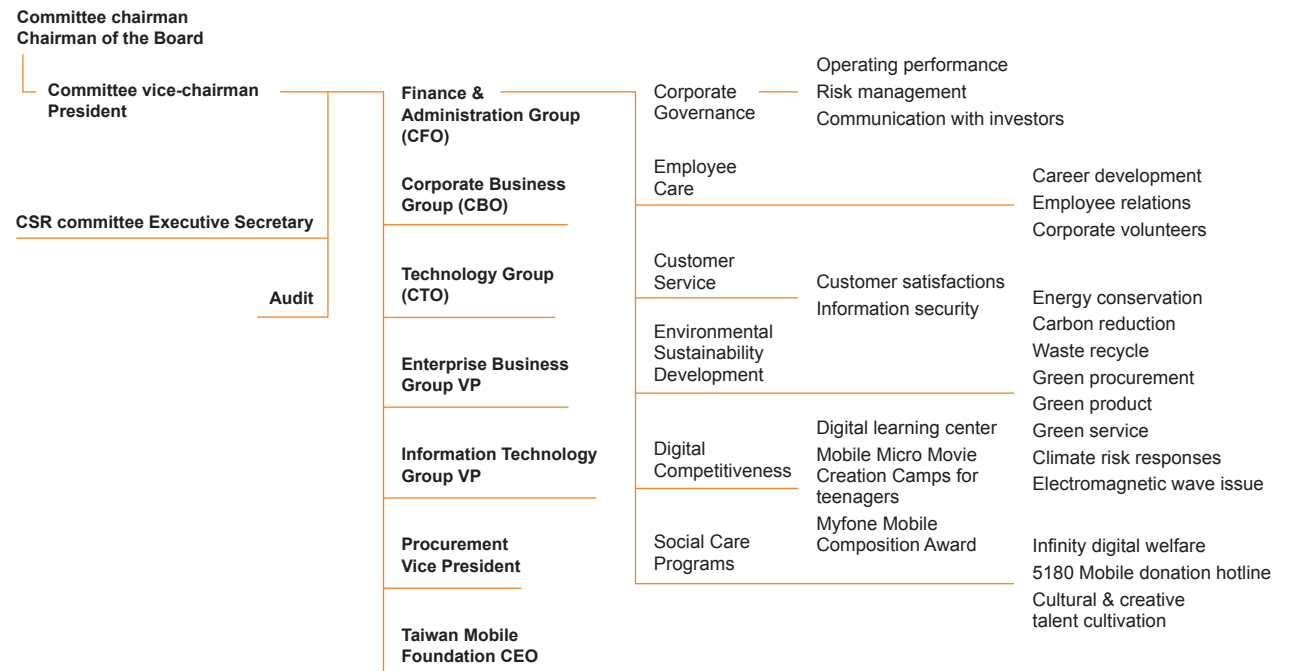 Committee chairman
Chairman of the Board
Committee vice-chairman
President
CSR committee Executive Secretary
Audit
Finance &
Administration Group
(CFO)
Corporate Business
Group (CBO)
Technology Group
(CTO)
Enterprise Business
Group VP
Information Technology
Group VP
Procurement
Vice President
Taiwan Mobile
Foundation CEO
Corporate
Governance
Operating performance
Risk management
Communication with investors
Employee
Care
Career development
Employee relations
Corporate volunteers
Customer
Service
Customer satisfactions
Information security
Environmental
Sustainability
Development
Energy conservation
Carbon reduction
Waste recycle
Green procurement
Green product
Green service
Climate risk responses
Electromagnetic wave issue
Digital
Competitiveness
Digital learning center
Mobile Micro Movie
Creation Camps for
teenagers
Myfone Mobile
Composition Award
Social Care
Programs
Infinity digital welfare
5180 Mobile donation hotline
Cultural & creative
talent cultivation